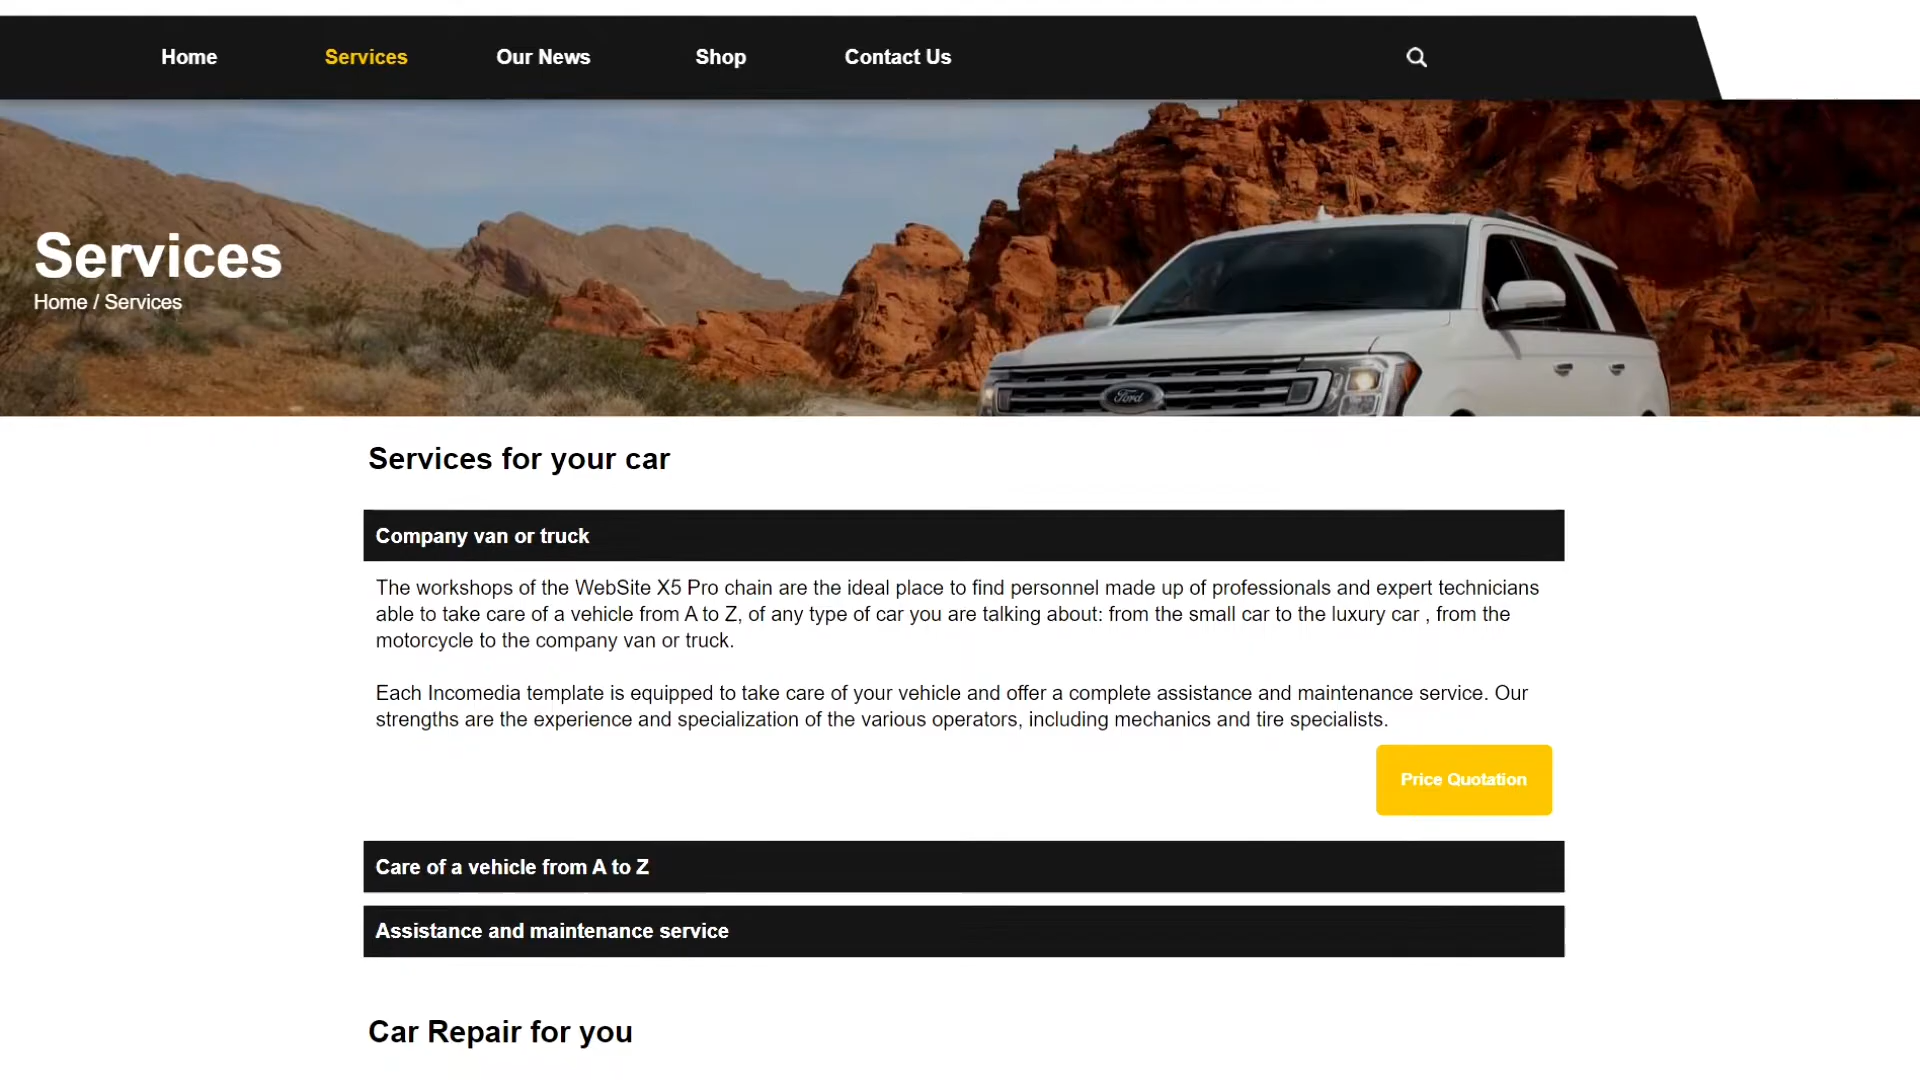 Home Services Our News Shop Contact Us
Services
Home / Services
Ford
Services for your car
Company van or truck
The workshops of the WebSite X5 Pro chain are the ideal place to find personnel made up of professionals and expert technicians
able to take care of a vehicle from A to Z, of any type of car you are talking about: from the small car to the luxury car , from the
motorcycle to the company van or truck.
Each Incomedia template is equipped to take care of your vehicle and offer a complete assistance and maintenance service. Our
strengths are the experience and specialization of the various operators, including mechanics and tire specialists.
Price Quotation
Care of a vehicle from A to Z
Assistance and maintenance service
Car Repair for you